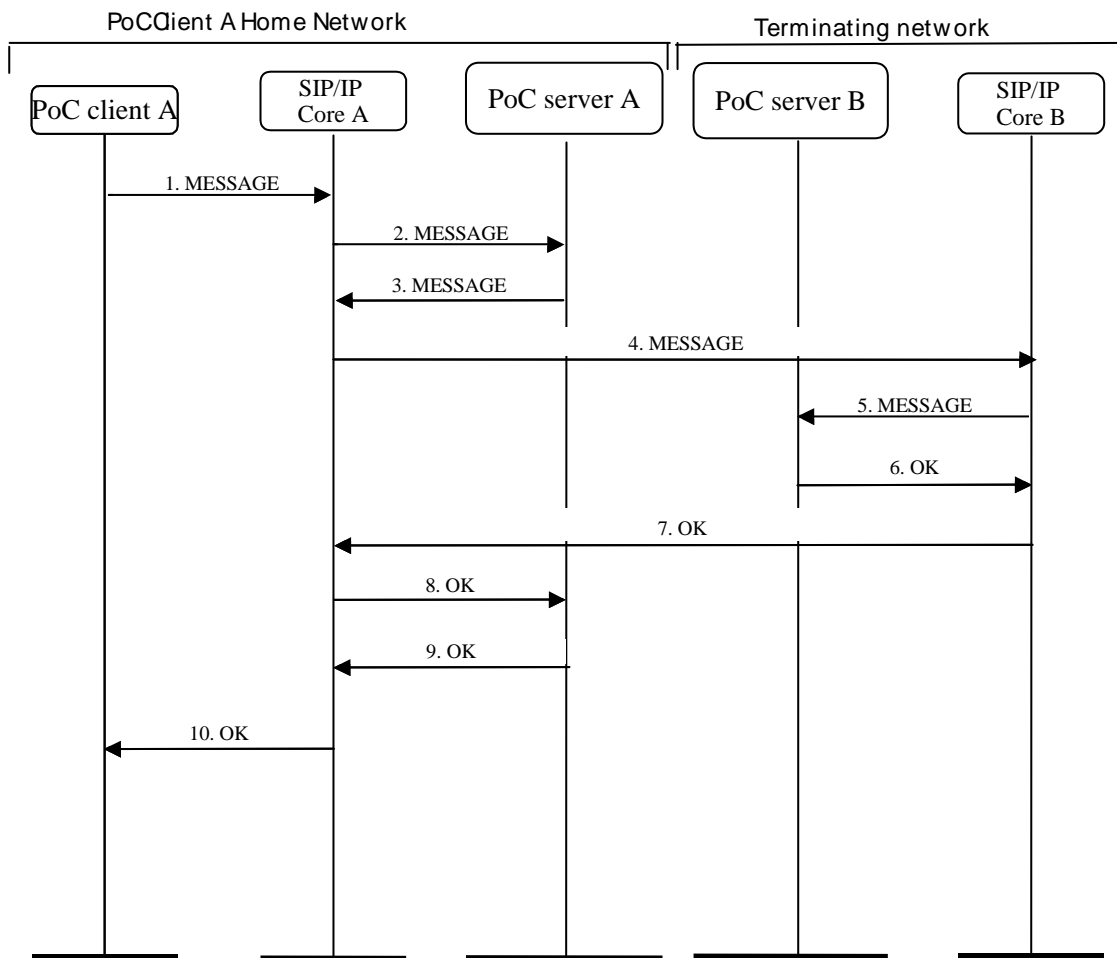 PoCClient A Home Network
Terminating network
PoC client A
SIP/IP
Core A
PoC server A
PoC server B
SIP/IP
Core B
1. MESSAGE
2. MESSAGE
3. MESSAGE
4. MESSAGE
5. MESSAGE
6. OK
7. OK
8. OK
9. OK
10. OK